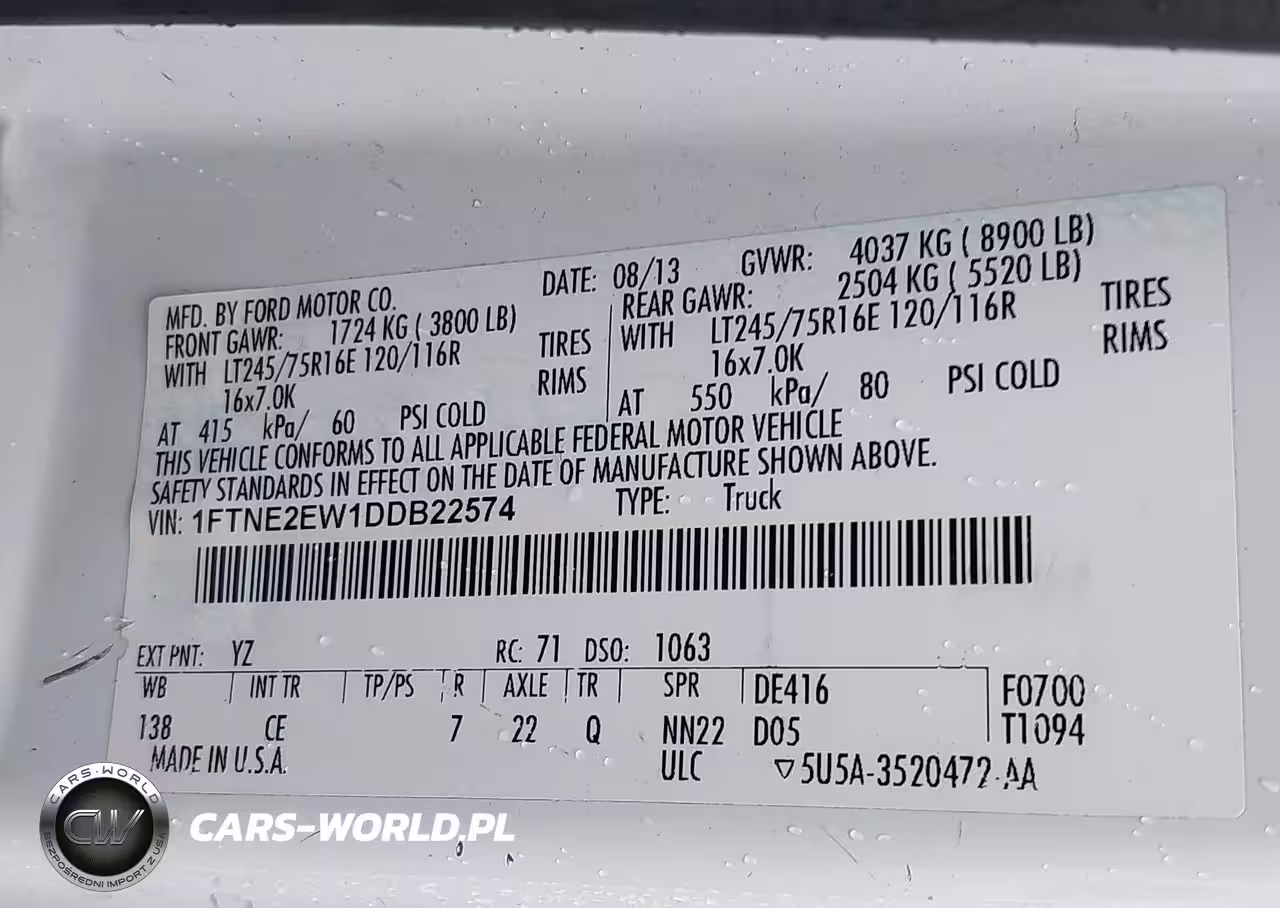 MFD. BY FORD MOTOR CO. DATE: 08/13 GVWR: 4037 KG ( 8900 LB)
FRONT GAWR: 1724 KG ( 3800 LB) REAR GAWR: 2504 KG ( 5520 LB)
WITH LT245/75R16E 120/116R TIRES WITH LT245/75R16E 120/116R TIRES
16x7.0K RIMS 16x7.0K RIMS
AT 415 kPa/ 60 PSI COLD AT 550 kPa/ 80 PSI COLD
THIS VEHICLE CONFORMS TO ALL APPLICABLE FEDERAL MOTOR VEHICLE
SAFETY STANDARDS IN EFFECT ON THE DATE OF MANUFACTURE SHOWN ABOVE.
VIN: 1FTNE2EW1DDB22574 TYPE: Truck
EXT PNT: YZ RC: 71 DSO: 1063
WB INT TR TP/PS R AXLE TR SPR DE416 F0700
138 CE 7 22 Q NN22 D05 T1094
MADE IN U.S.A. ULC ▽5U5A-3520472-AA
CARS-WORLD
CW
BEZPOŚREDNI IMPORT Z USA
CARS-WORLD.PL